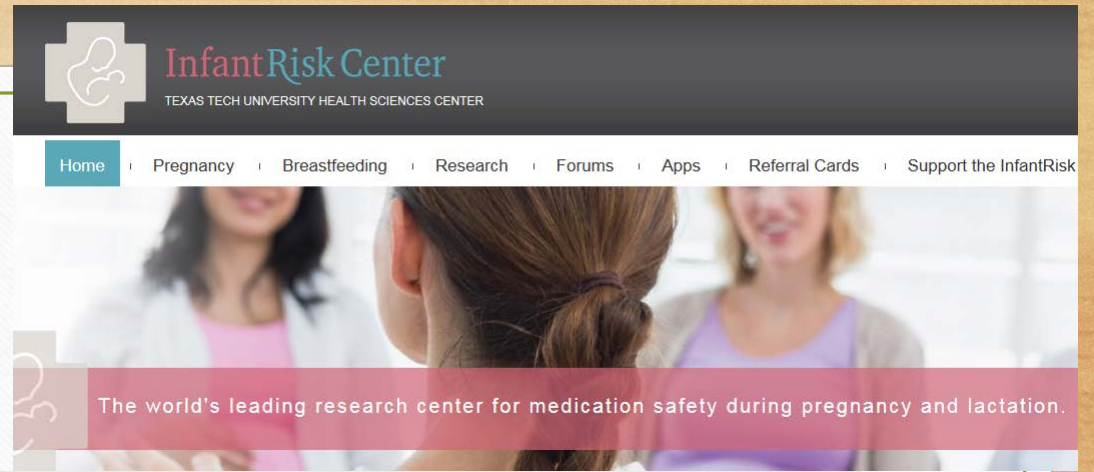 InfantRisk Center
TEXAS TECH UNIVERSITY HEALTH SCIENCES CENTER
Home Pregnancy Breastfeeding Research Forums Apps Referral Cards Support the InfantRisk
The world's leading research center for medication safety during pregnancy and lactation.